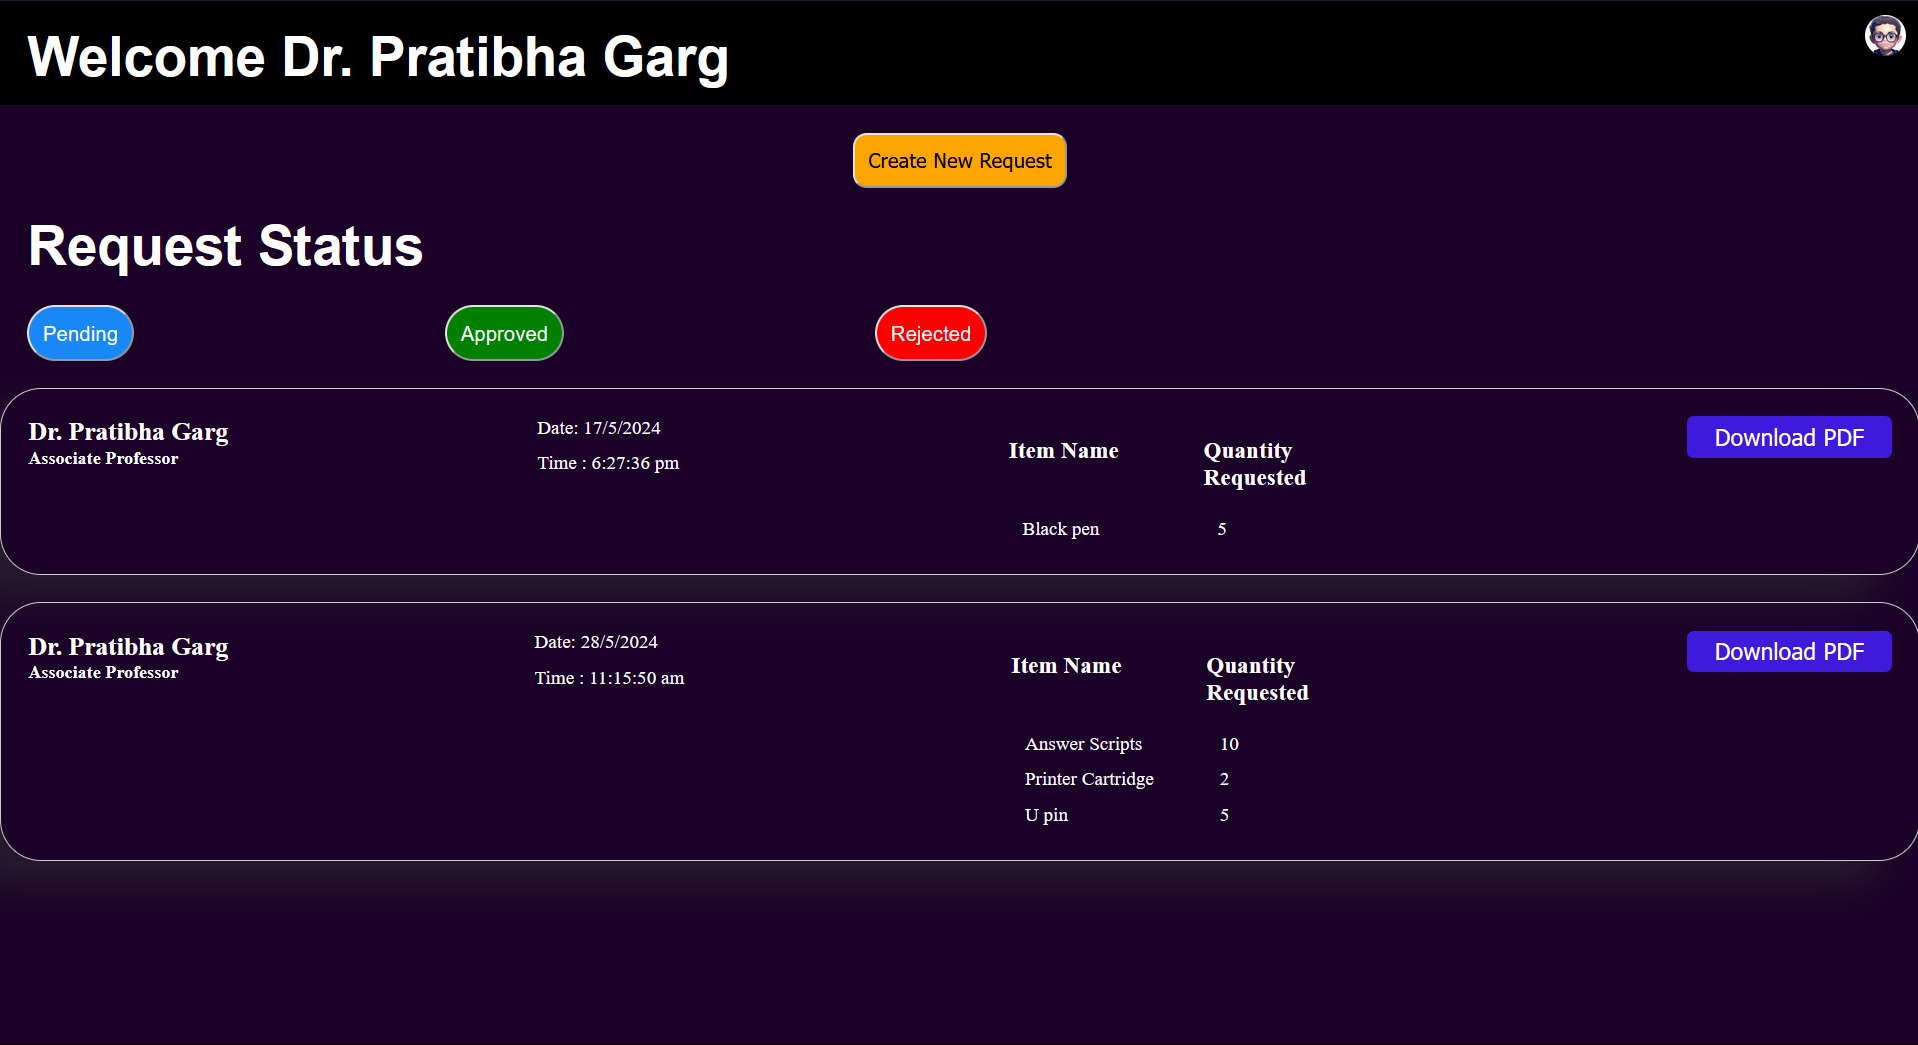 Welcome Dr. Pratibha Garg
Create New Request
Request Status
Pending
Approved
Rejected
Dr. Pratibha Garg
Associate Professor
Date: 17/5/2024
Time : 6:27:36 pm
Item Name
Quantity
Requested
Black pen
5
Download PDF
Dr. Pratibha Garg
Associate Professor
Date: 28/5/2024
Time : 11:15:50 am
Item Name
Quantity
Requested
Answer Scripts
10
Printer Cartridge
2
U pin
5
Download PDF